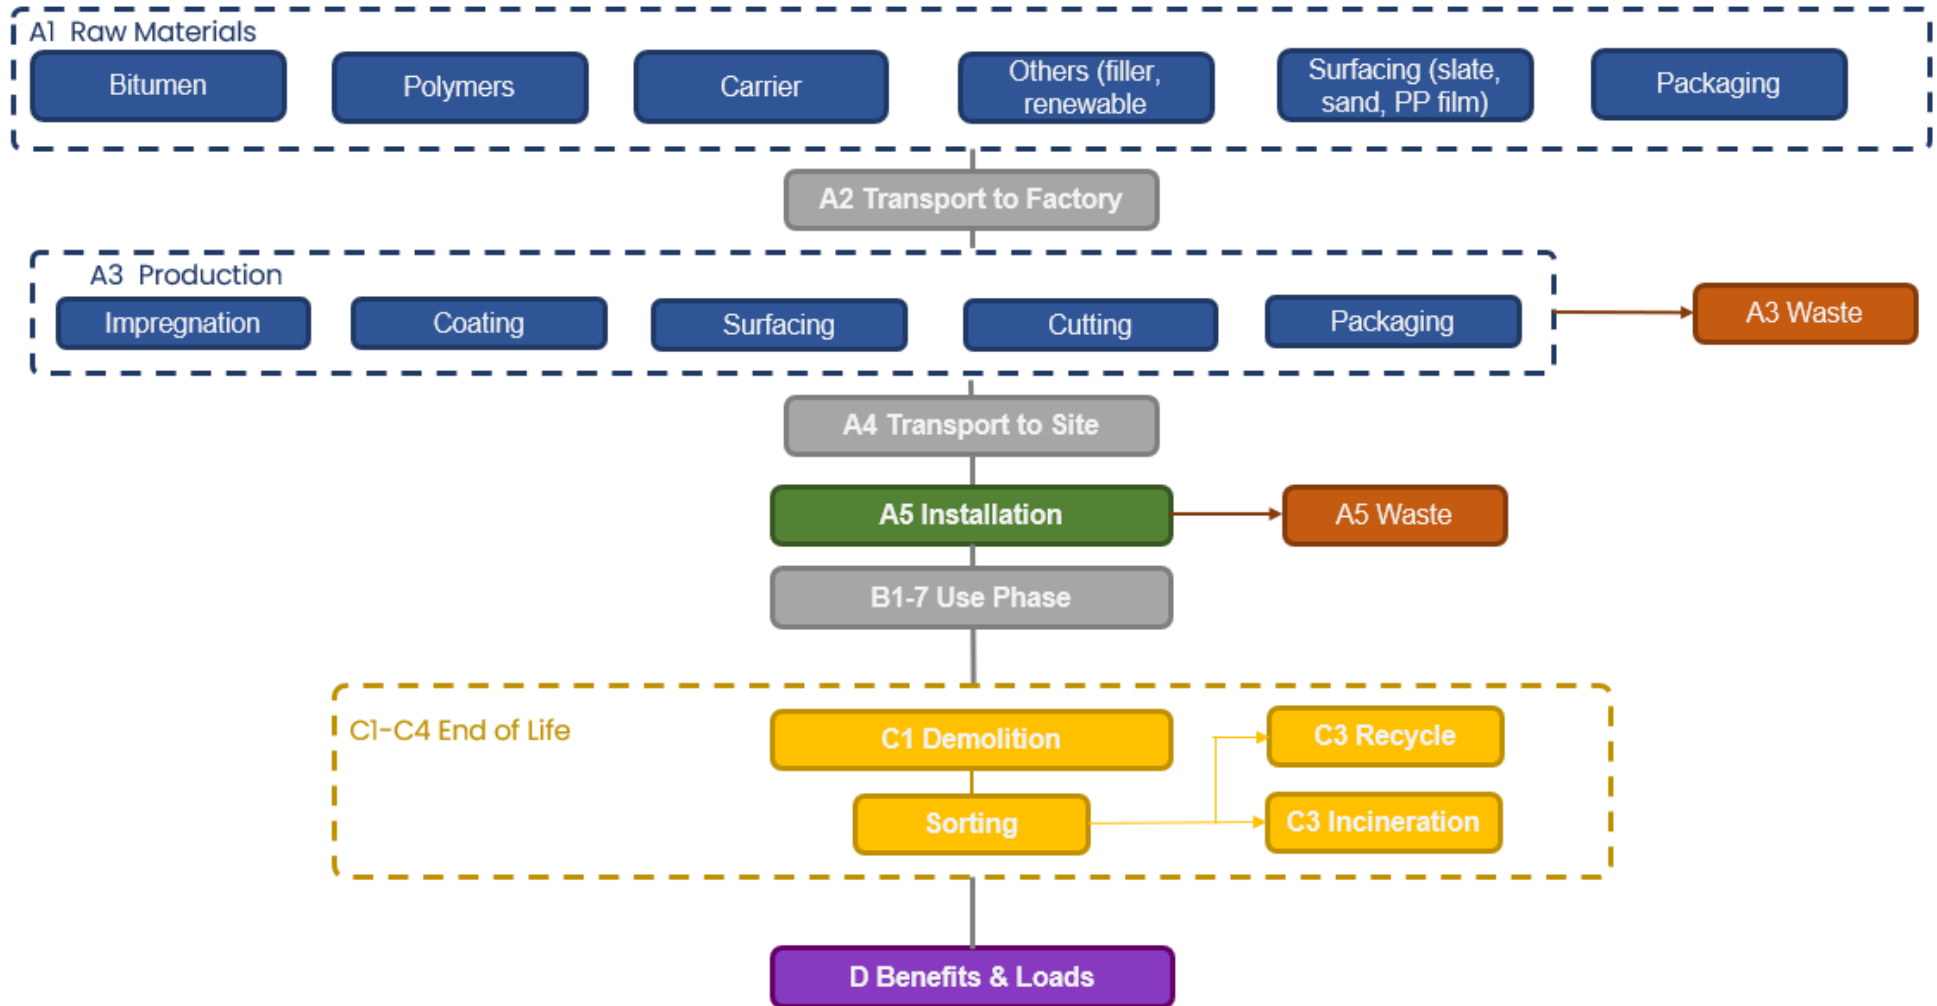 A1 Raw Materials
Bitumen
Polymers
Carrier
Others (filler,
renewable
Surfacing (slate,
sand, PP film)
Packaging
A2 Transport to Factory
A3 Production
Impregnation
Coating
Surfacing
Cutting
Packaging
A3 Waste
A4 Transport to Site
A5 Installation
A5 Waste
B1-7 Use Phase
C1-C4 End of Life
C1 Demolition
C3 Recycle
Sorting
C3 Incineration
D Benefits & Loads